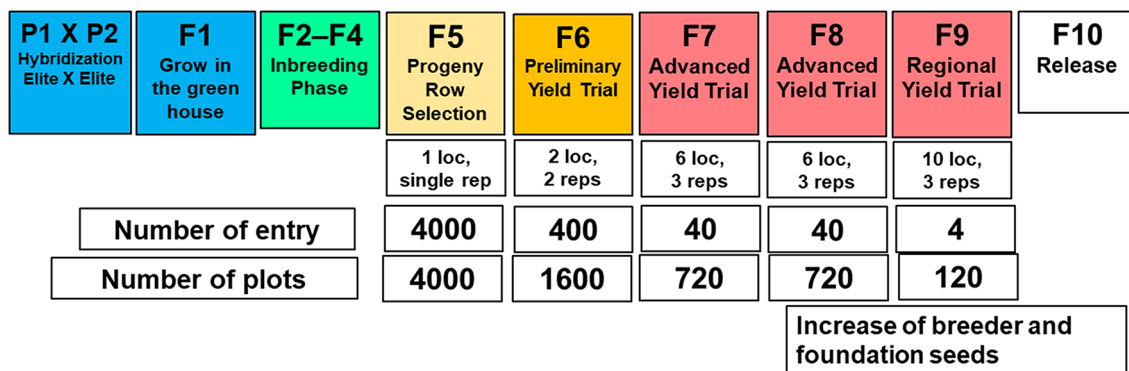 P1 X P2
Hybridization
Elite X Elite
F1
Grow in
the green
house
F2–F4
Inbreeding
Phase
F5
Progeny
Row
Selection
F6
Preliminary
Yield Trial
F7
Advanced
Yield Trial
F8
Advanced
Yield Trial
F9
Regional
Yield Trial
F10
Release
1 loc,
single rep
2 loc,
2 reps
6 loc,
3 reps
6 loc,
3 reps
10 loc,
3 reps
Number of entry
4000
400
40
40
4
Number of plots
4000
1600
720
720
120
Increase of breeder and
foundation seeds